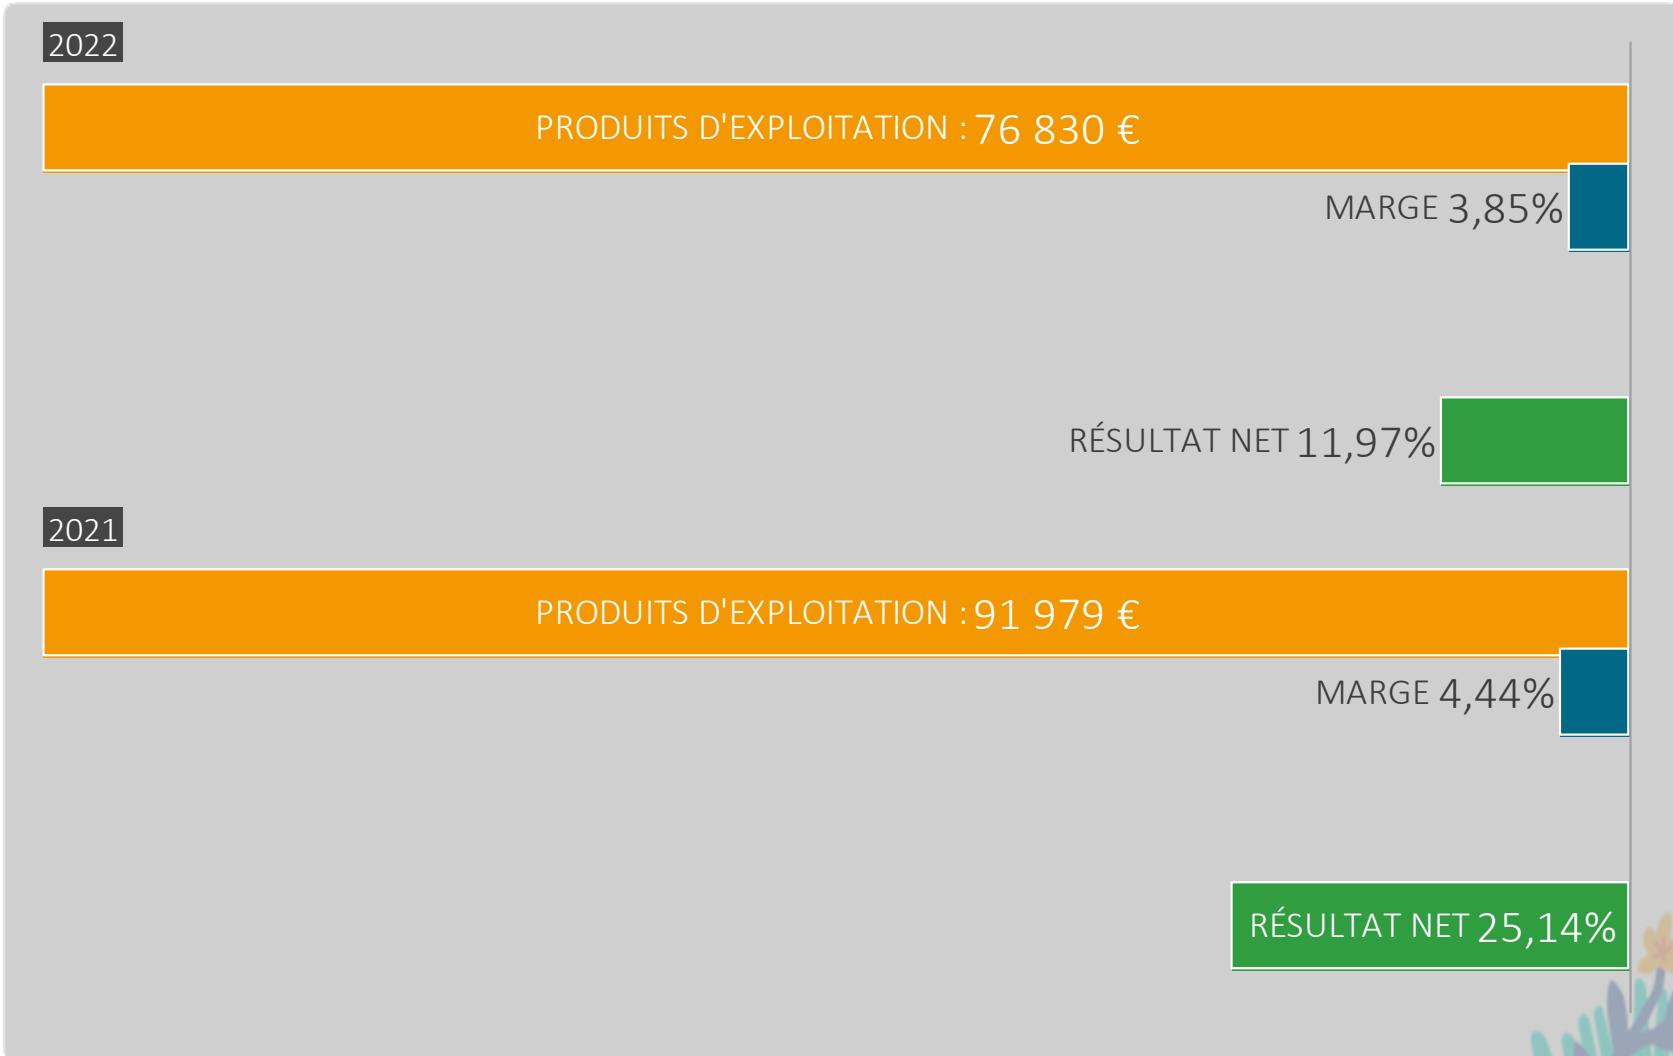 2022
PRODUITS D'EXPLOITATION : 76 830 €
MARGE 3,85%
RÉSULTAT NET 11,97%
2021
PRODUITS D'EXPLOITATION : 91 979 €
MARGE 4,44%
RÉSULTAT NET 25,14%